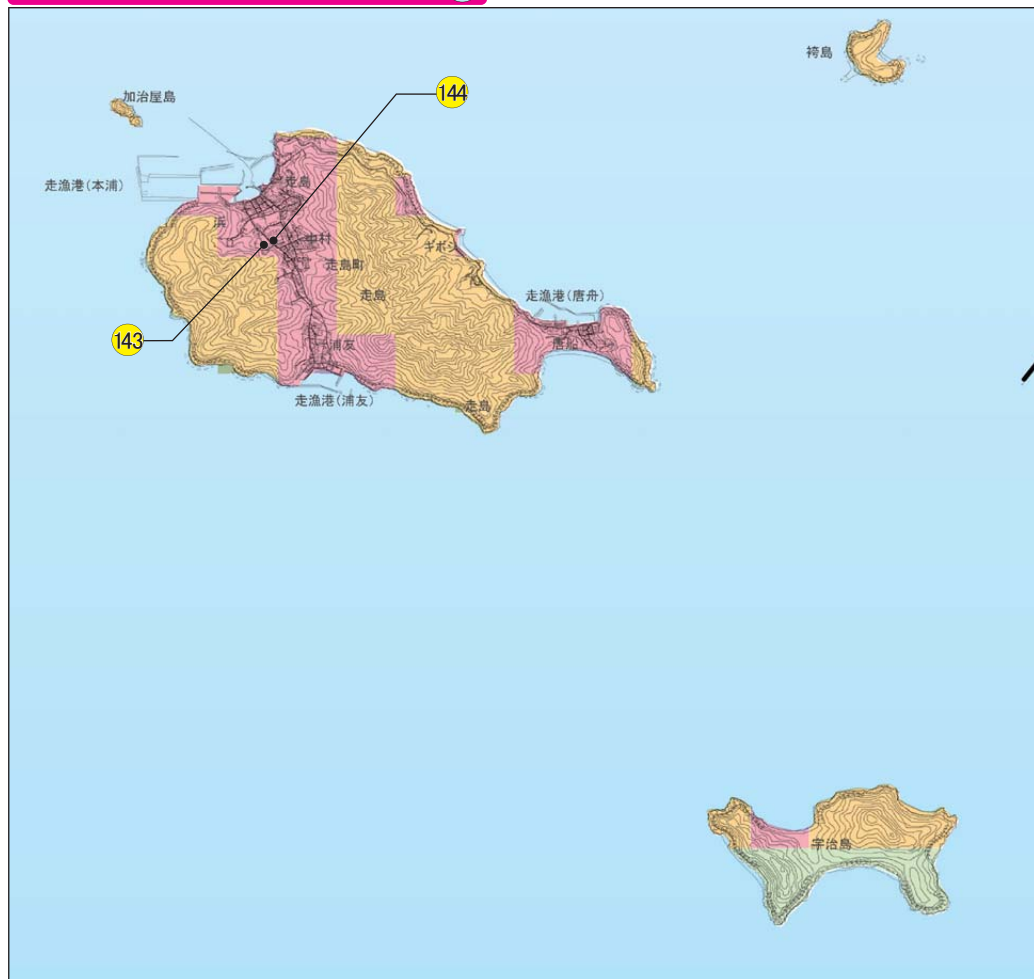 袴島
加治屋島
144
走漁港(本浦)
走島
浜
中村
ギボシ
走島町
走島
走漁港(唐舟)
143
浦友
唐船
走漁港(浦友)
走島
宇治島